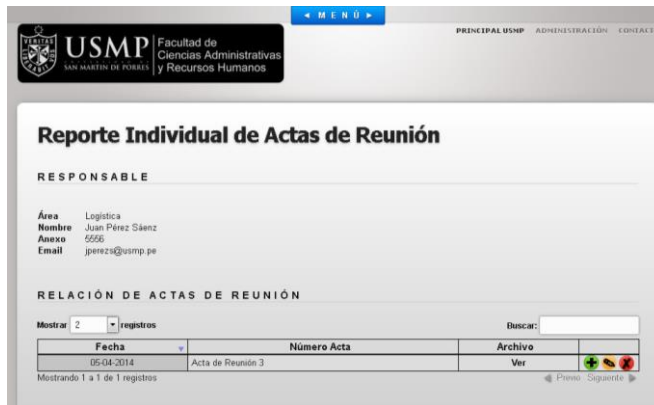 ◄ MENÚ ►
PRINCIPAL USMP ADMINISTRACIÓN CONTAC
VERITAS
USMP
SAN MARTIN DE PORRES
Facultad de
Ciencias Administrativas
y Recursos Humanos
Reporte Individual de Actas de Reunión
RESPONSABLE
Área Logística
Nombre Juan Pérez Sáenz
Anexo 5556
Email jperezs@usmp.pe
RELACIÓN DE ACTAS DE REUNIÓN
Mostrar 2 registros Buscar:
Fecha Número Acta Archivo
05-04-2014 Acta de Reunión 3 Ver
Mostrando 1 a 1 de 1 registros Previo Siguiente